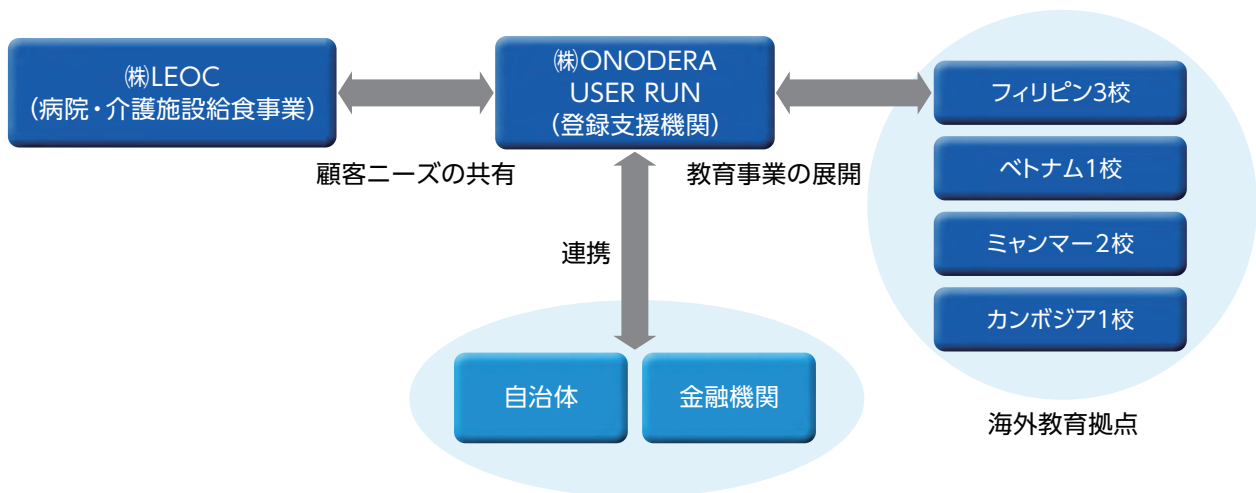 ㈱LEOC
（病院・介護施設給食事業）
㈱ONODERA
USER RUN
（登録支援機関）
顧客ニーズの共有
教育事業の展開
連携
自治体
金融機関
フィリピン3校
ベトナム1校
ミャンマー2校
カンボジア1校
海外教育拠点